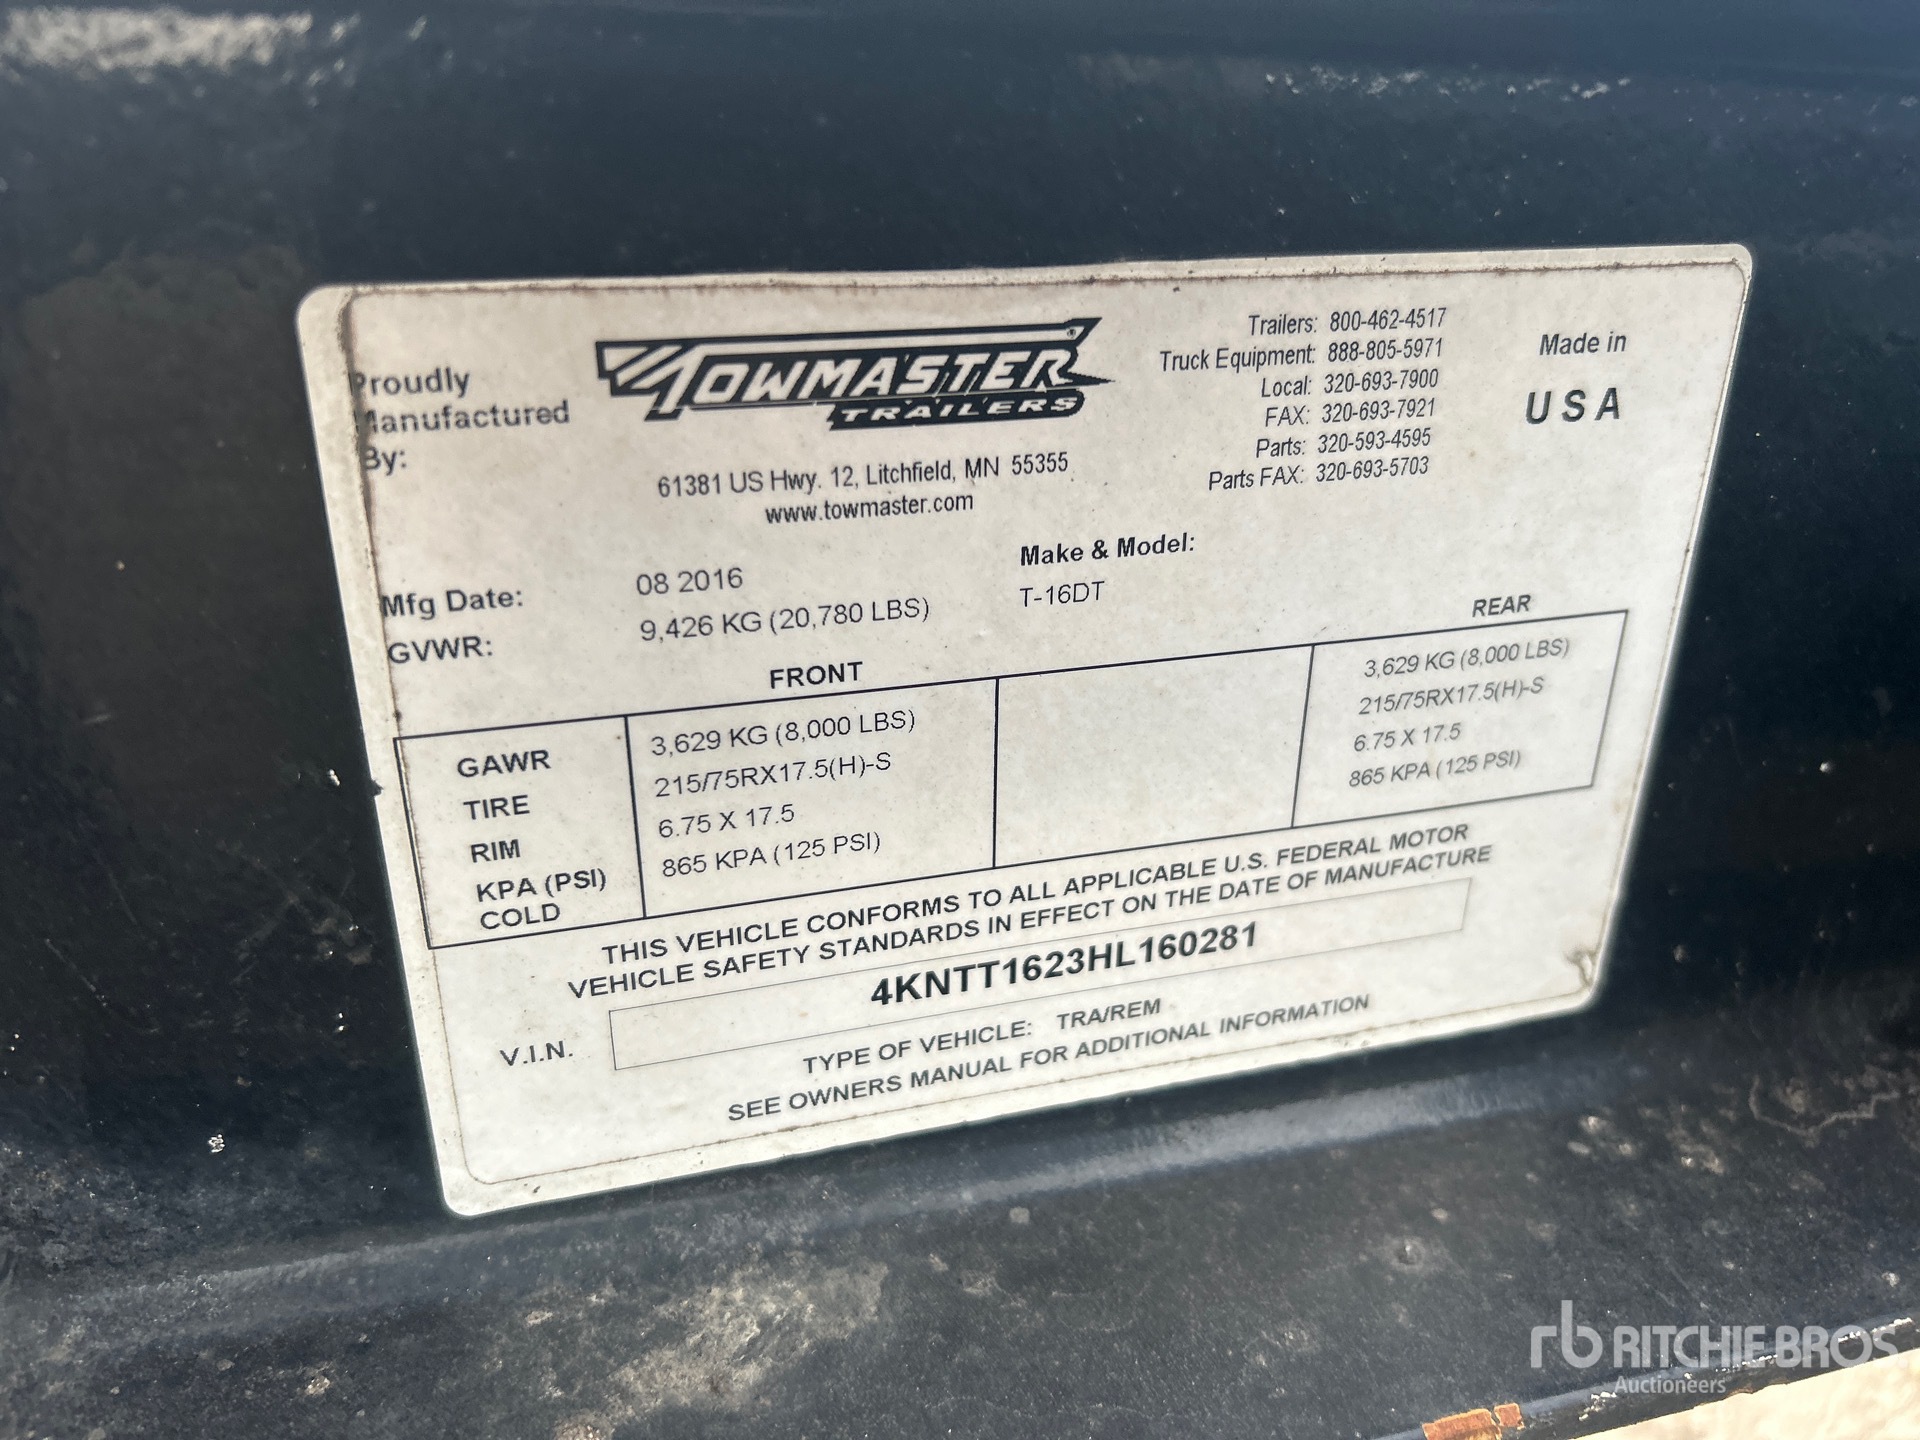 Proudly
Manufactured
By:
TOWMASTER ®
TRAILERS
61381 US Hwy. 12, Litchfield, MN 55355
www.towmaster.com
Trailers: 800-462-4517
Truck Equipment: 888-805-5971
Local: 320-693-7900
FAX: 320-693-7921
Parts: 320-593-4595
Parts FAX: 320-693-5703
Made in
USA
Mfg Date: 08 2016
GVWR: 9,426 KG (20,780 LBS)
Make & Model:
T-16DT
FRONT
REAR
GAWR 3,629 KG (8,000 LBS) 3,629 KG (8,000 LBS)
TIRE 215/75RX17.5(H)-S 215/75RX17.5(H)-S
RIM 6.75 X 17.5 6.75 X 17.5
KPA (PSI) 865 KPA (125 PSI) 865 KPA (125 PSI)
COLD
THIS VEHICLE CONFORMS TO ALL APPLICABLE U.S. FEDERAL MOTOR
VEHICLE SAFETY STANDARDS IN EFFECT ON THE DATE OF MANUFACTURE
V.I.N. 4KNTT1623HL160281
TYPE OF VEHICLE: TRA/REM
SEE OWNERS MANUAL FOR ADDITIONAL INFORMATION
rb RITCHIE BROS.
Auctioneers